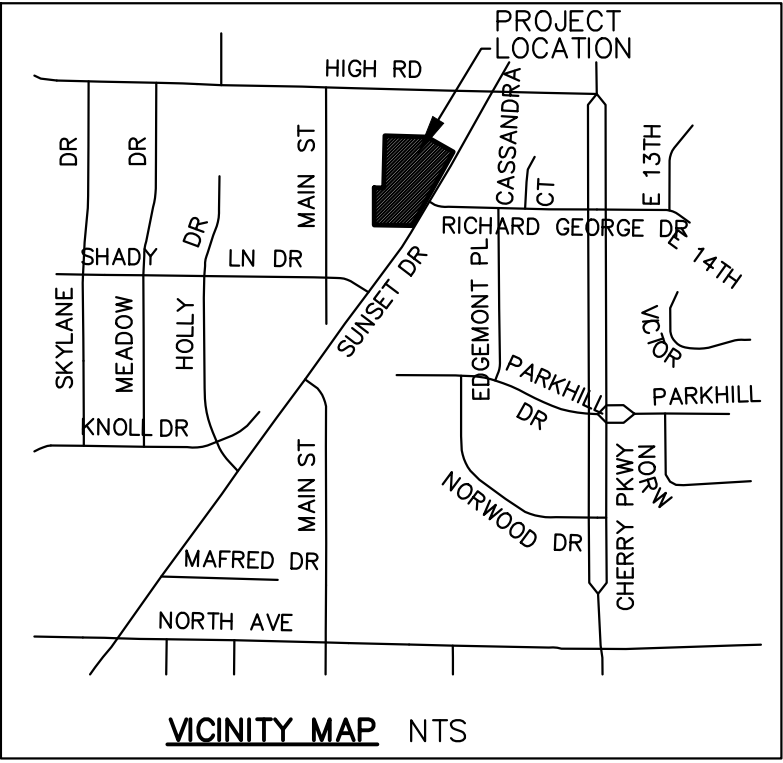 PROJECT
LOCATION
HIGH RD
CASSANDRA
CT
DR
DR
MAIN ST
E 13TH
DR
RICHARD GEORGE DR
E 14TH
SHADY LN DR
SUNSET DR
EDGEMONT PL
SKYLANE
MEADOW
HOLLY
VICTOR
PARKHILL
DR
PARKHILL
KNOLL DR
MAIN ST
NORWOOD DR
CHERRY PKWY
NORW
MAFRED DR
NORTH AVE
VICINITY MAP NTS